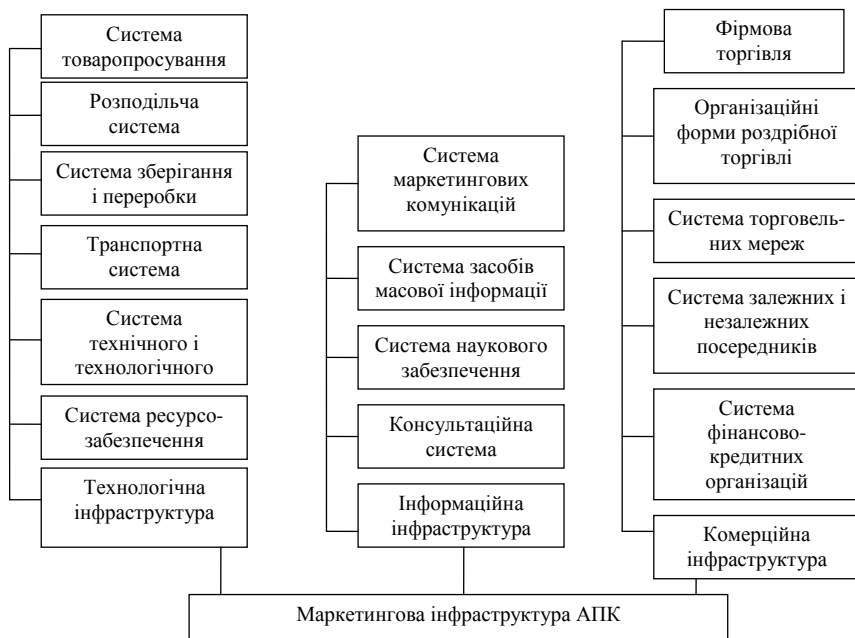 Система
товаропросування
Розподільча
система
Система зберігання
і переробки
Транспортна
система
Система
технічного і
технологічного
Система ресурсо-
забезпечення
Технологічна
інфраструктура
Система
маркетингових
комунікацій
Система засобів
масової інформації
Система наукового
забезпечення
Консультаційна
система
Інформаційна
інфраструктура
Фірмова
торгівля
Організаційні
форми роздрібної
торгівлі
Система торговель-
них мереж
Система залежних і
незалежних
посередників
Система
фінансово-
кредитних
організацій
Комерційна
інфраструктура
Маркетингова інфраструктура АПК